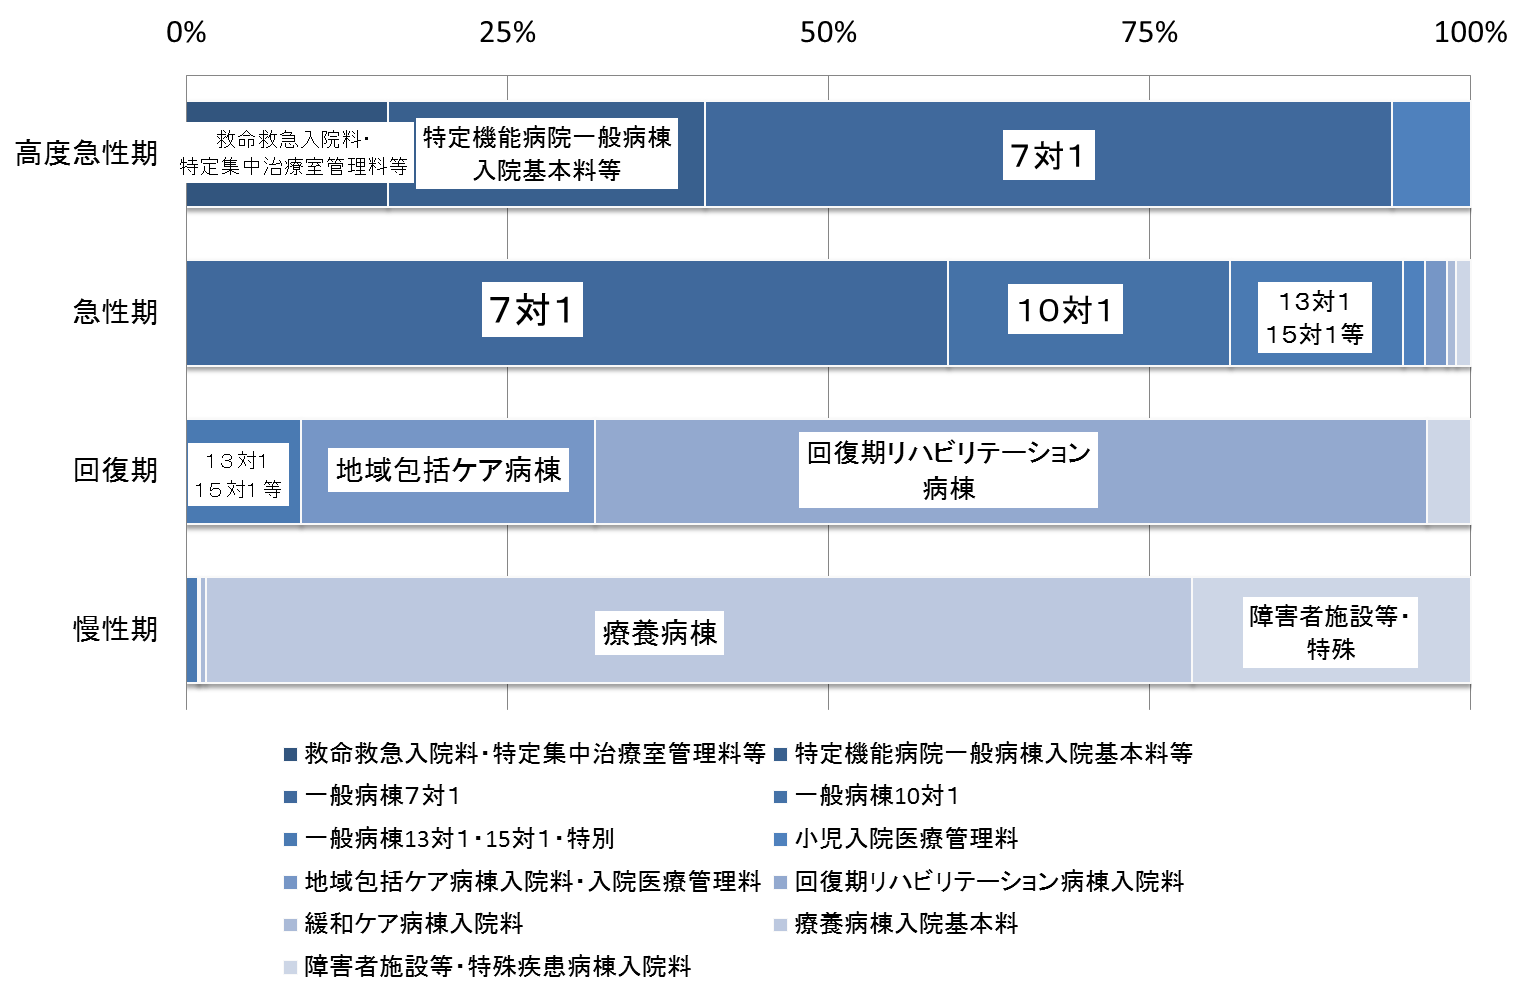 0% 25% 50% 75% 100%
高度急性期
救命救急入院料・
特定集中治療室管理料等
特定機能病院一般病棟
入院基本料等
７対１
急性期
７対１
１０対１
１３対１
１５対１等
回復期
１３対１
１５対１等
地域包括ケア病棟
回復期リハビリテーション
病棟
慢性期
療養病棟
障害者施設等・
特殊
救命救急入院料・特定集中治療室管理料等
特定機能病院一般病棟入院基本料等
一般病棟７対１
一般病棟10対１
一般病棟13対１・15対１・特別
小児入院医療管理料
地域包括ケア病棟入院料・入院医療管理料
回復期リハビリテーション病棟入院料
緩和ケア病棟入院料
療養病棟入院基本料
障害者施設等・特殊疾患病棟入院料